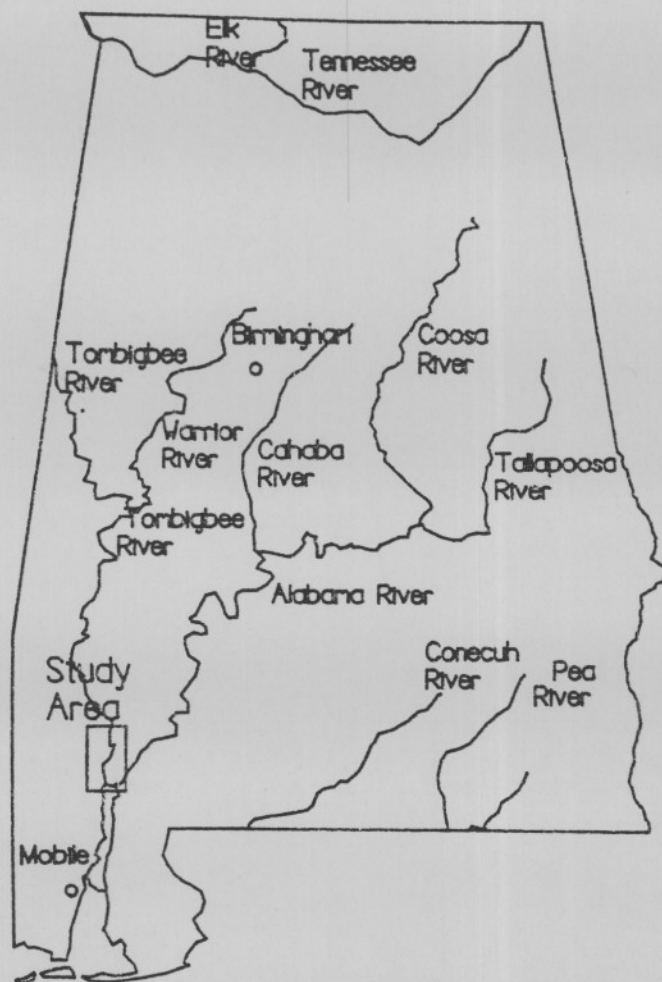 Elk
River
Tennessee
River
Birmingham
Coosa
River
Tombigbee
River
Warrior
River
Cahaba
River
Tallapoosa
River
Tombigbee
River
Alabama River
Conecuh
River
Pea
River
Study
Area
Mobile